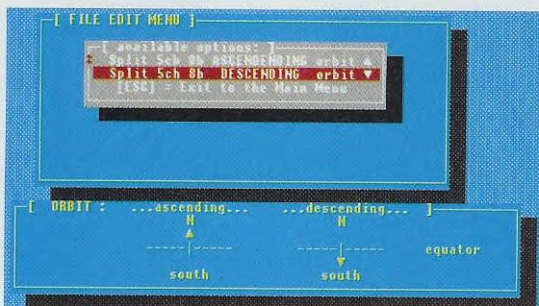 [ FILE EDIT MENU ]
[ available options: ]
Split 5ch 8b ASCENDENDING orbit ▲
Split 5ch 8b DESCENDING orbit ▼
[ESC] = Exit to the Main Menu
[ ORBIT : ...ascending... ...descending... ]
N N
equator
south south